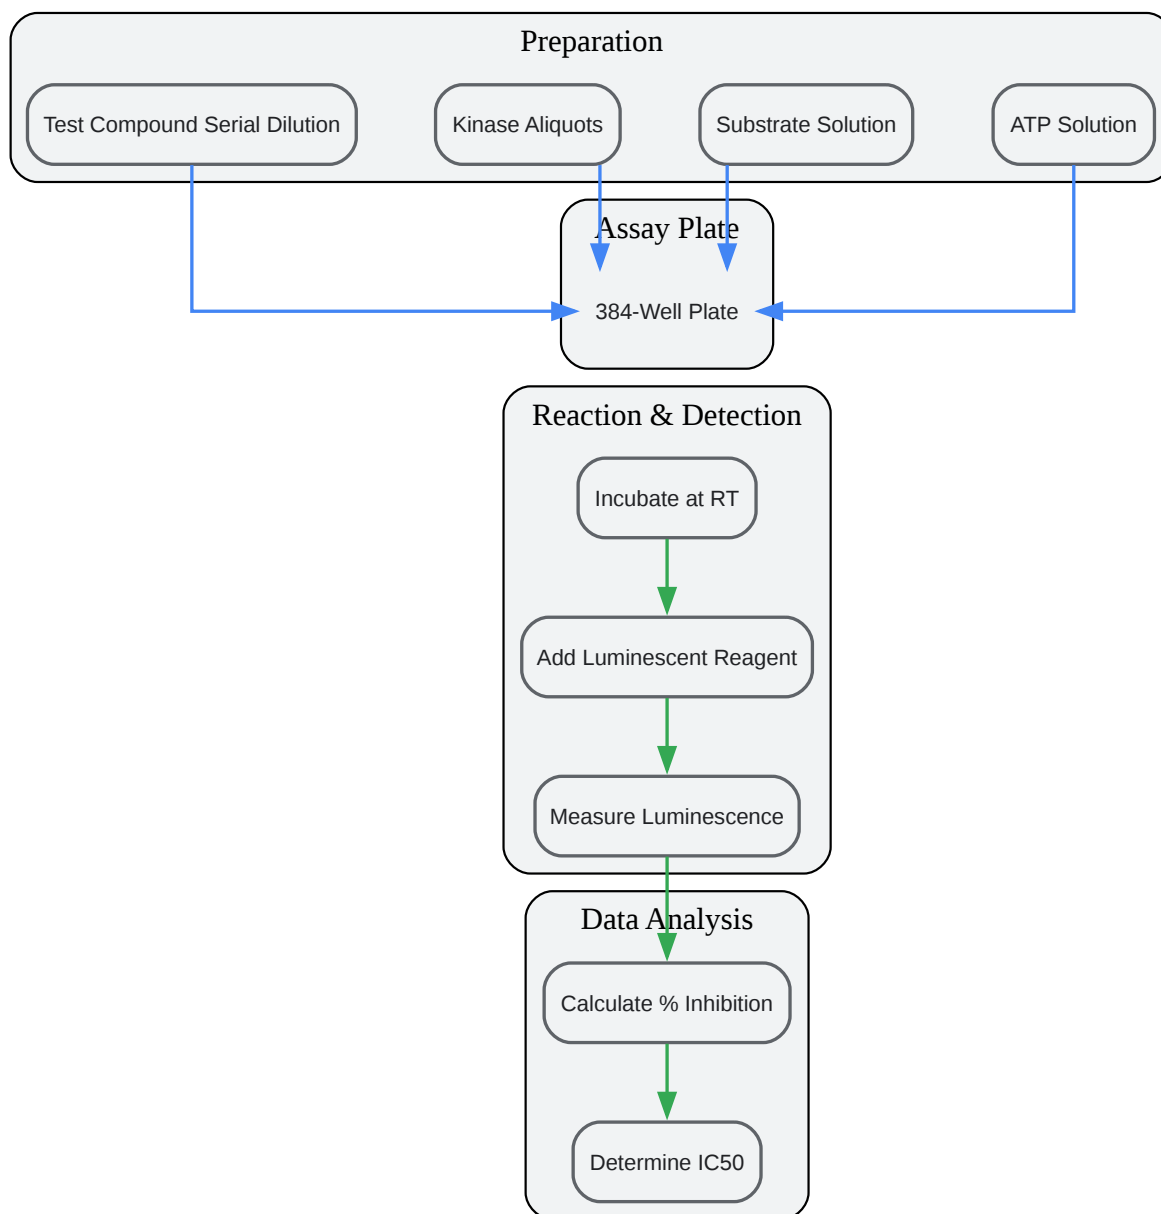 Preparation
Test Compound Serial Dilution
Kinase Aliquots
Substrate Solution
ATP Solution
Assay Plate
384-Well Plate
Reaction & Detection
Incubate at RT
Add Luminescent Reagent
Measure Luminescence
Data Analysis
Calculate % Inhibition
Determine IC50